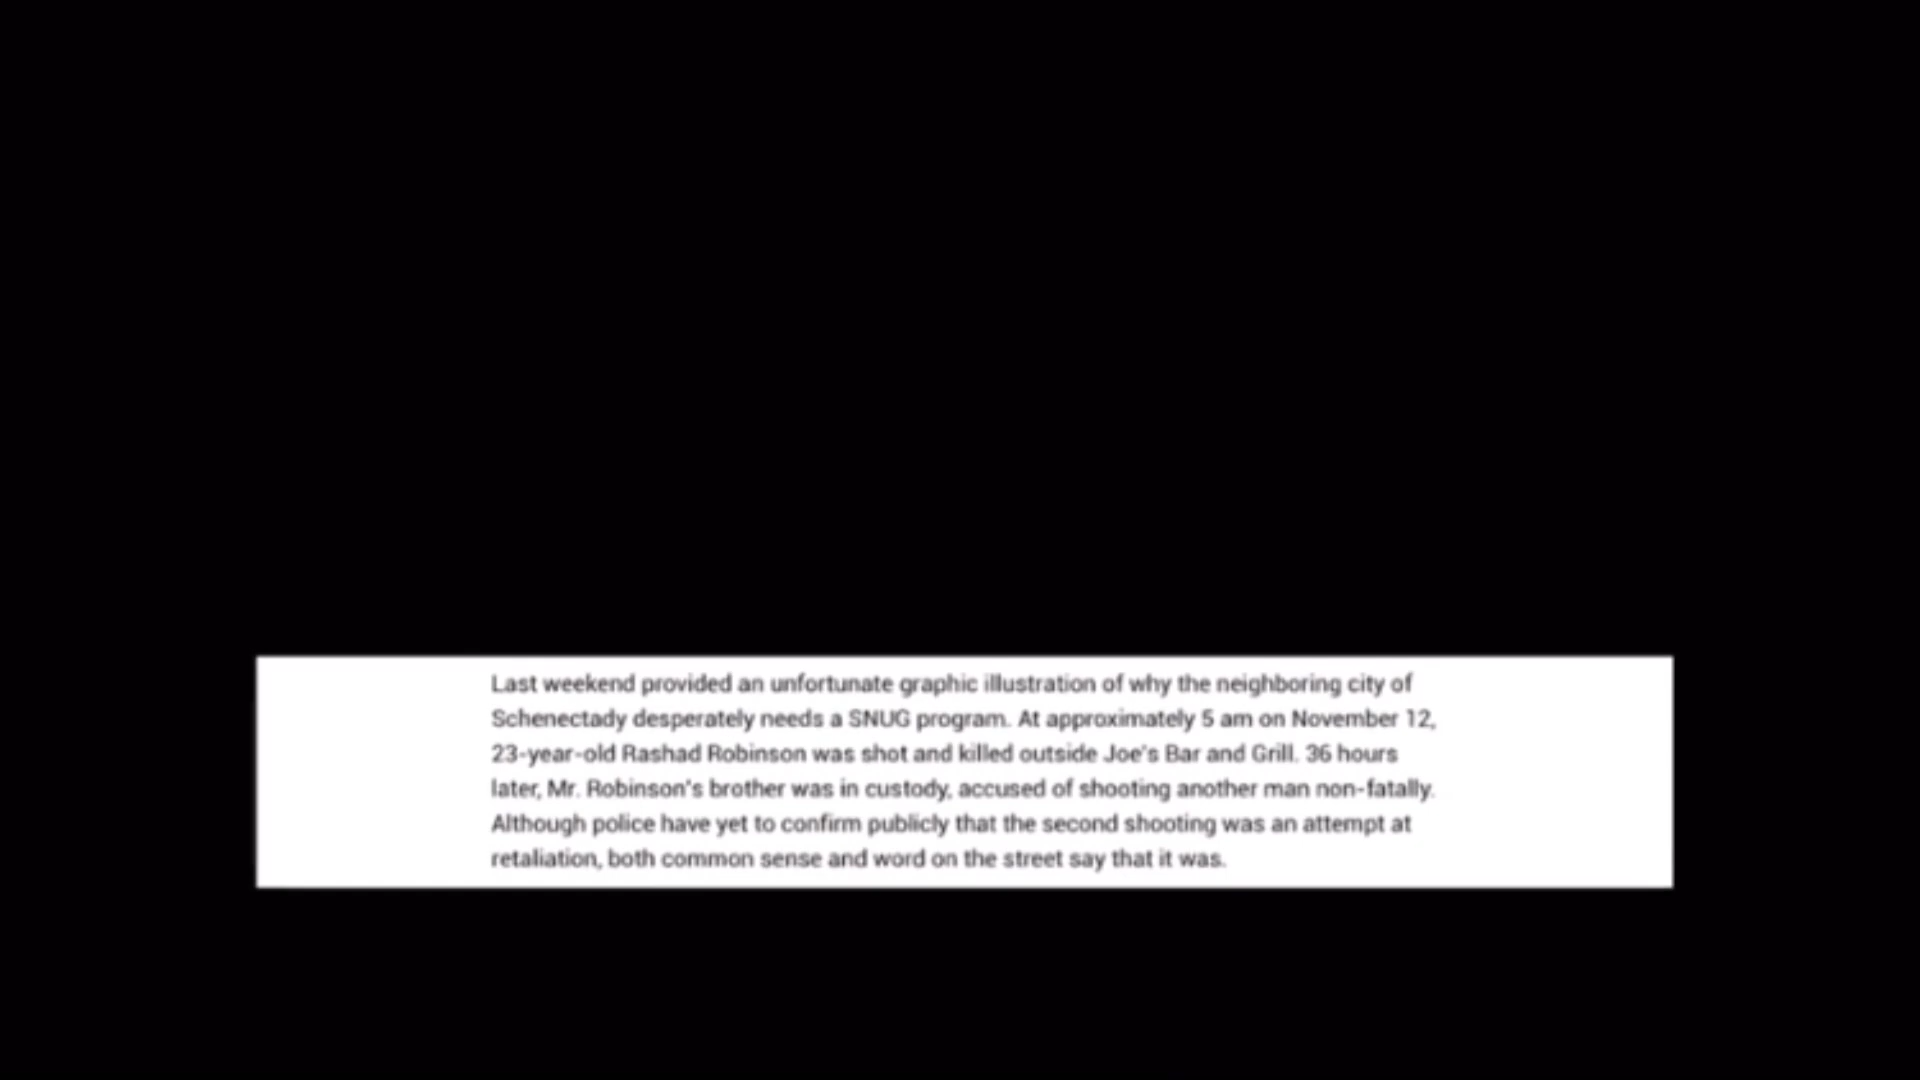 Last weekend provided an unfortunate graphic illustration of why the neighboring city of
Schenectady desperately needs a SNUG program. At approximately 5 am on November 12,
23-year-old Rashad Robinson was shot and killed outside Joe's Bar and Grill. 36 hours
later, Mr. Robinson's brother was in custody, accused of shooting another man non-fatally.
Although police have yet to confirm publicly that the second shooting was an attempt at
retaliation, both common sense and word on the street say that it was.